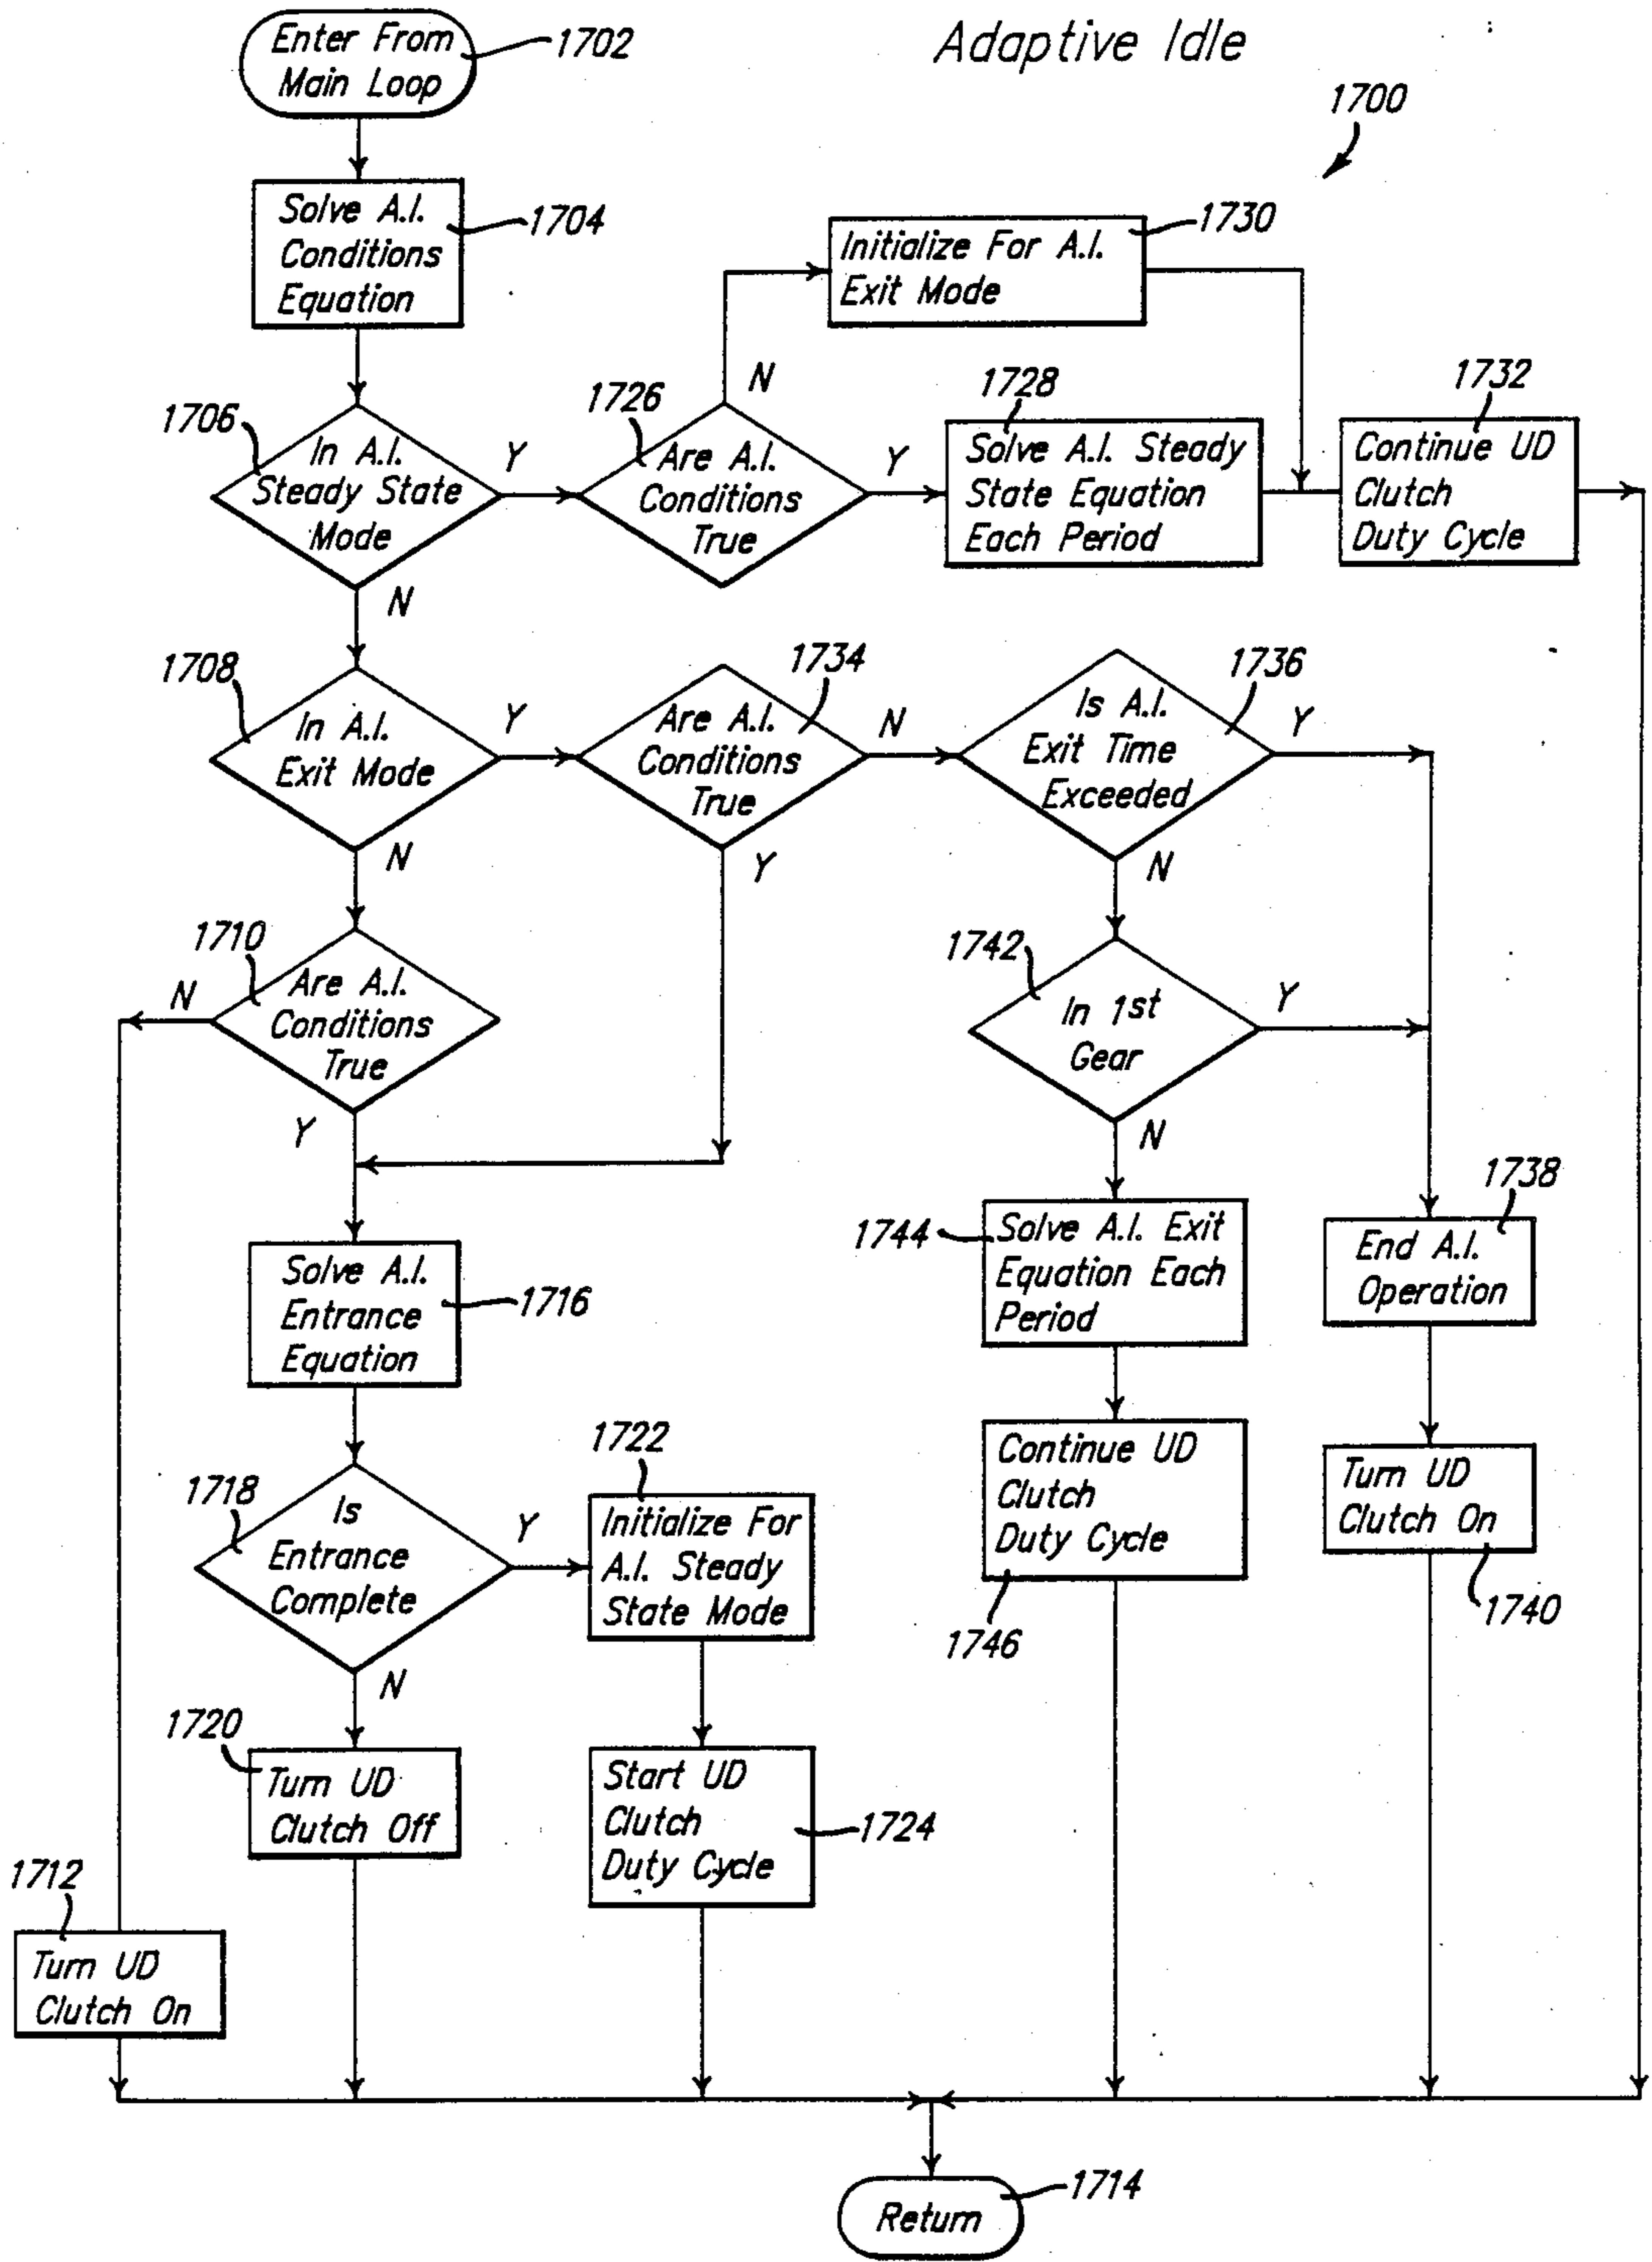 Adaptive Idle
1700
Enter From
Main Loop
1702
Solve A.I.
Conditions
Equation
1704
1706
In A.I.
Steady State
Mode
Y
N
1726
Are A.I.
Conditions
True
N
Y
1730
Initialize For A.I.
Exit Mode
1728
Solve A.I. Steady
State Equation
Each Period
1732
Continue UD
Clutch
Duty Cycle
1708
In A.I.
Exit Mode
Y
N
1734
Are A.I.
Conditions
True
N
Y
1736
Is A.I.
Exit Time
Exceeded
Y
N
1710
Are A.I.
Conditions
True
N
Y
1742
In 1st
Gear
Y
N
1716
Solve A.I.
Entrance
Equation
1744
Solve A.I. Exit
Equation Each
Period
1738
End A.I.
Operation
1718
Is
Entrance
Complete
Y
N
1722
Initialize For
A.I. Steady
State Mode
Continue UD
Clutch
Duty Cycle
1746
Turn UD
Clutch On
1740
1720
Turn UD
Clutch Off
Start UD
Clutch
Duty Cycle
1724
1712
Turn UD
Clutch On
Return
1714